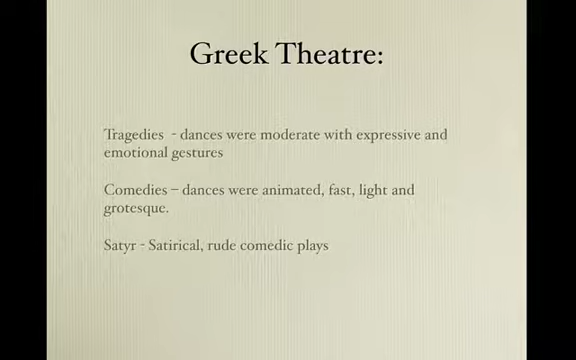 Greek Theatre:
Tragedies - dances were moderate with expressive and
emotional gestures
Comedies – dances were animated, fast, light and
grotesque.
Satyr - Satirical, rude comedic plays